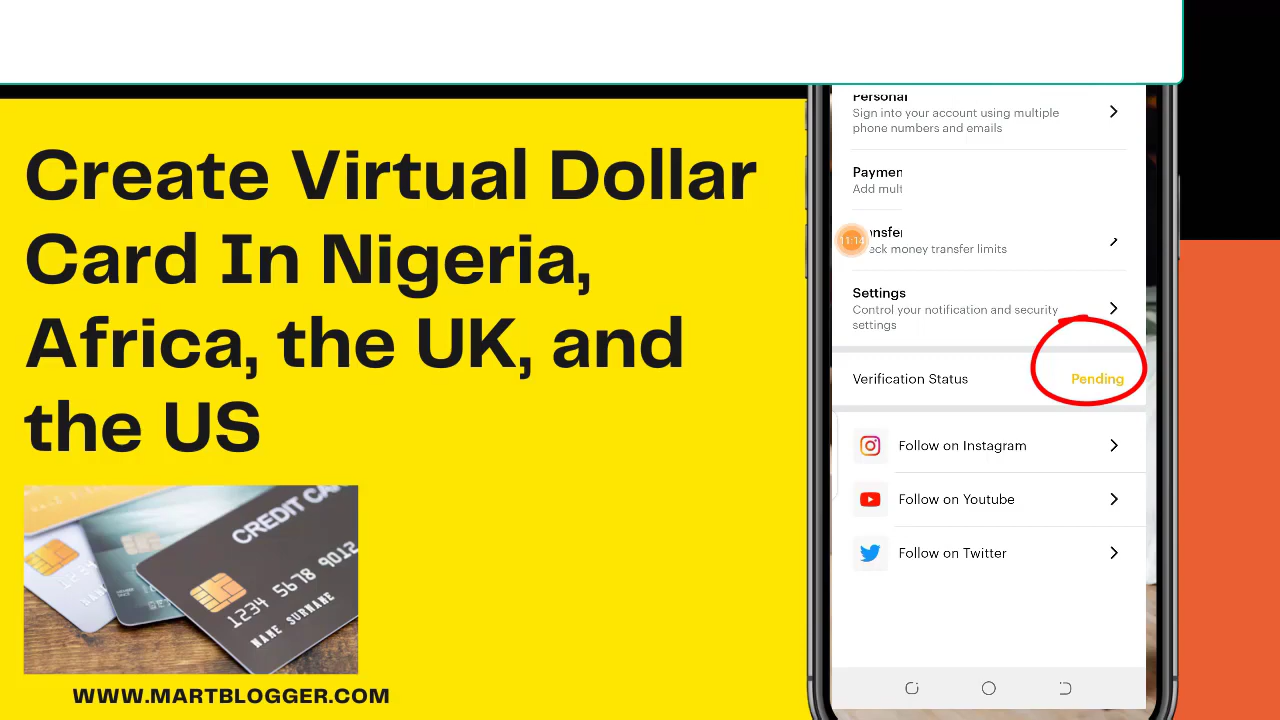 Create Virtual Dollar
Card In Nigeria,
Africa, the UK, and
the US
CREDIT
1234 5678 9012
NAME SURNAME
WWW.MARTBLOGGER.COM
Personal
Sign into your account using multiple
phone numbers and emails
Paymen
Add mult
ansfer
eck money transfer limits
11:14
Settings
Control your notification and security
settings
Verification Status
Pending
Follow on Instagram
Follow on Youtube
Follow on Twitter